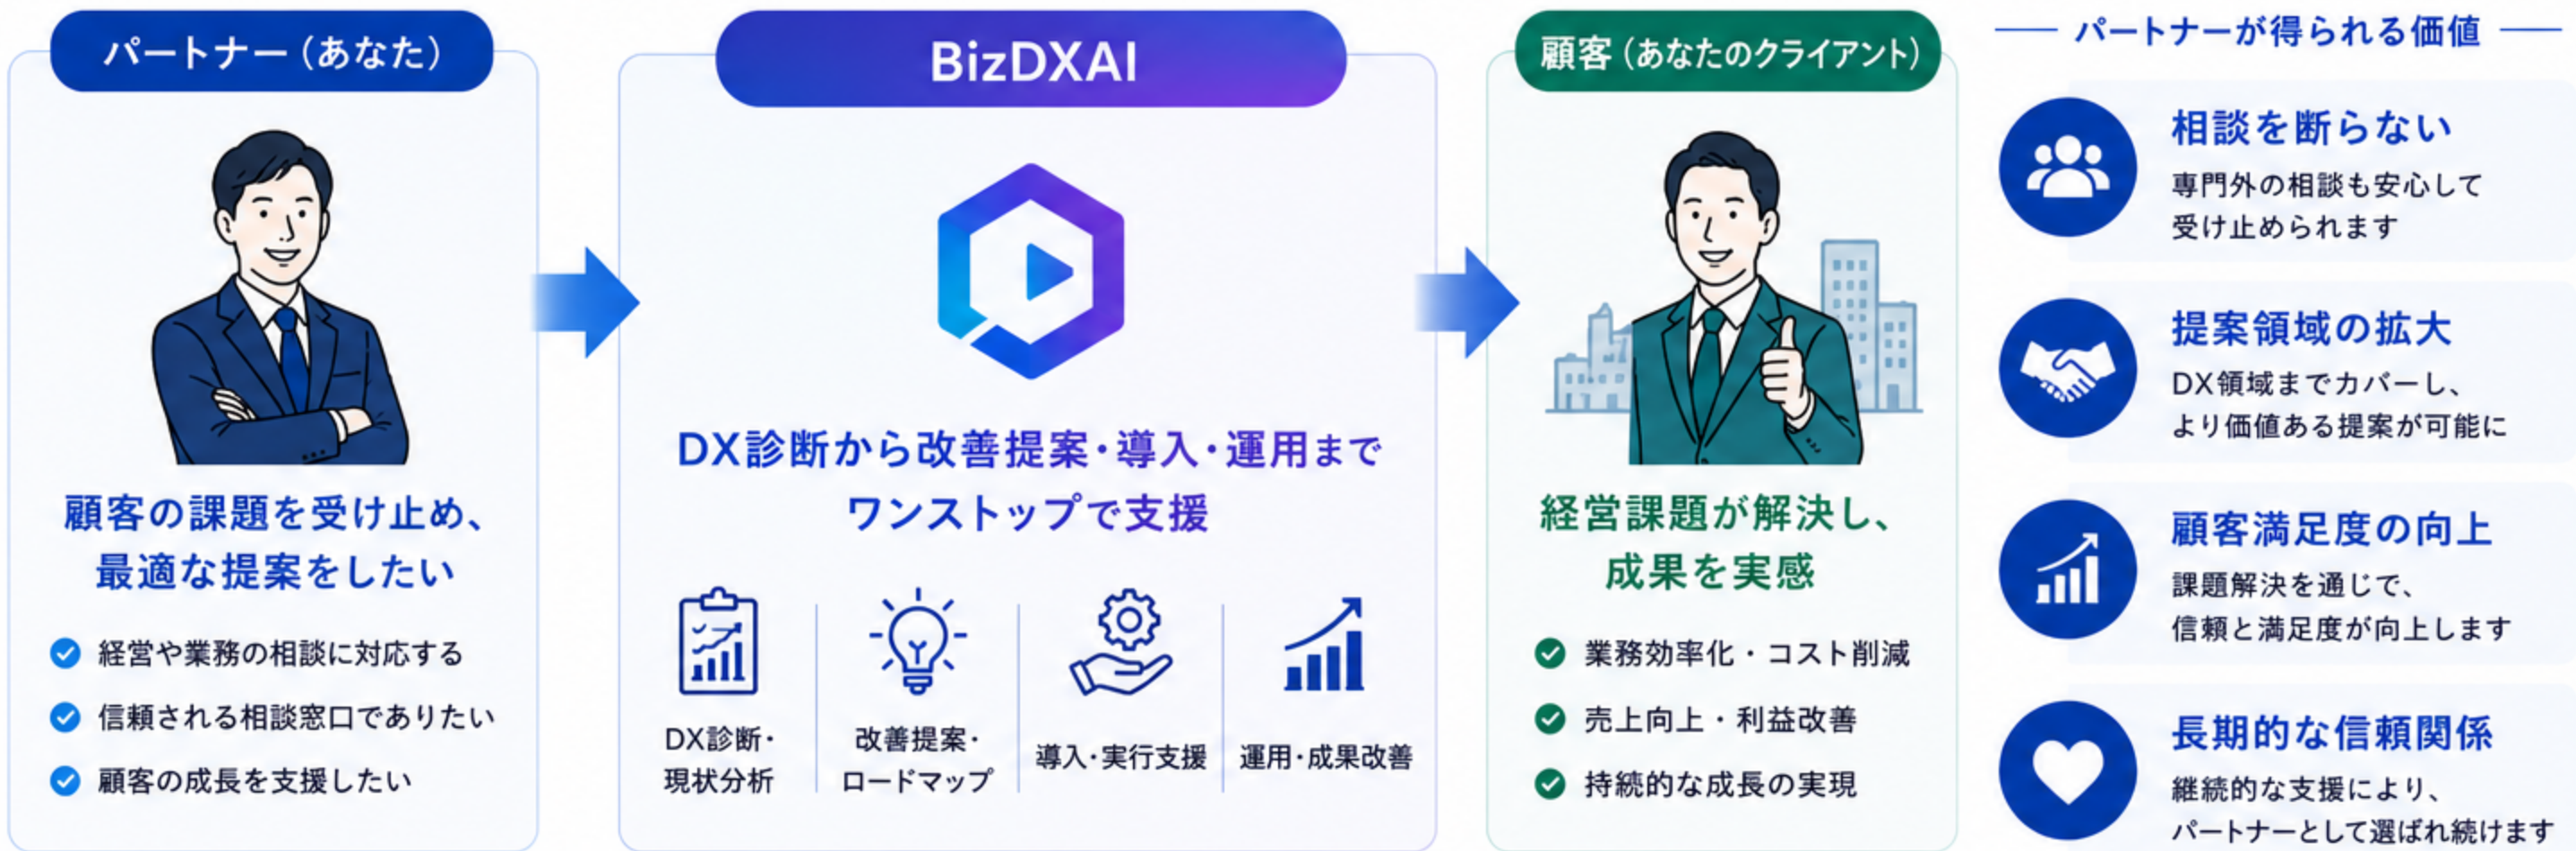 パートナー（あなた）
顧客の課題を受け止め、
最適な提案をしたい
経営や業務の相談に対応する
信頼される相談窓口でありたい
顧客の成長を支援したい
BizDXAI
DX診断から改善提案・導入・運用まで
ワンストップで支援
DX診断・
現状分析
改善提案・
ロードマップ
導入・実行支援
運用・成果改善
顧客（あなたのクライアント）
経営課題が解決し、
成果を実感
業務効率化・コスト削減
売上向上・利益改善
持続的な成長の実現
パートナーが得られる価値
相談を断らない
専門外の相談も安心して
受け止められます
提案領域の拡大
DX領域までカバーし、
より価値ある提案が可能に
顧客満足度の向上
課題解決を通じで、
信頼と満足度が向上します
長期的な信頼関係
継続的な支援により、
パートナーとして選ばれ続けます